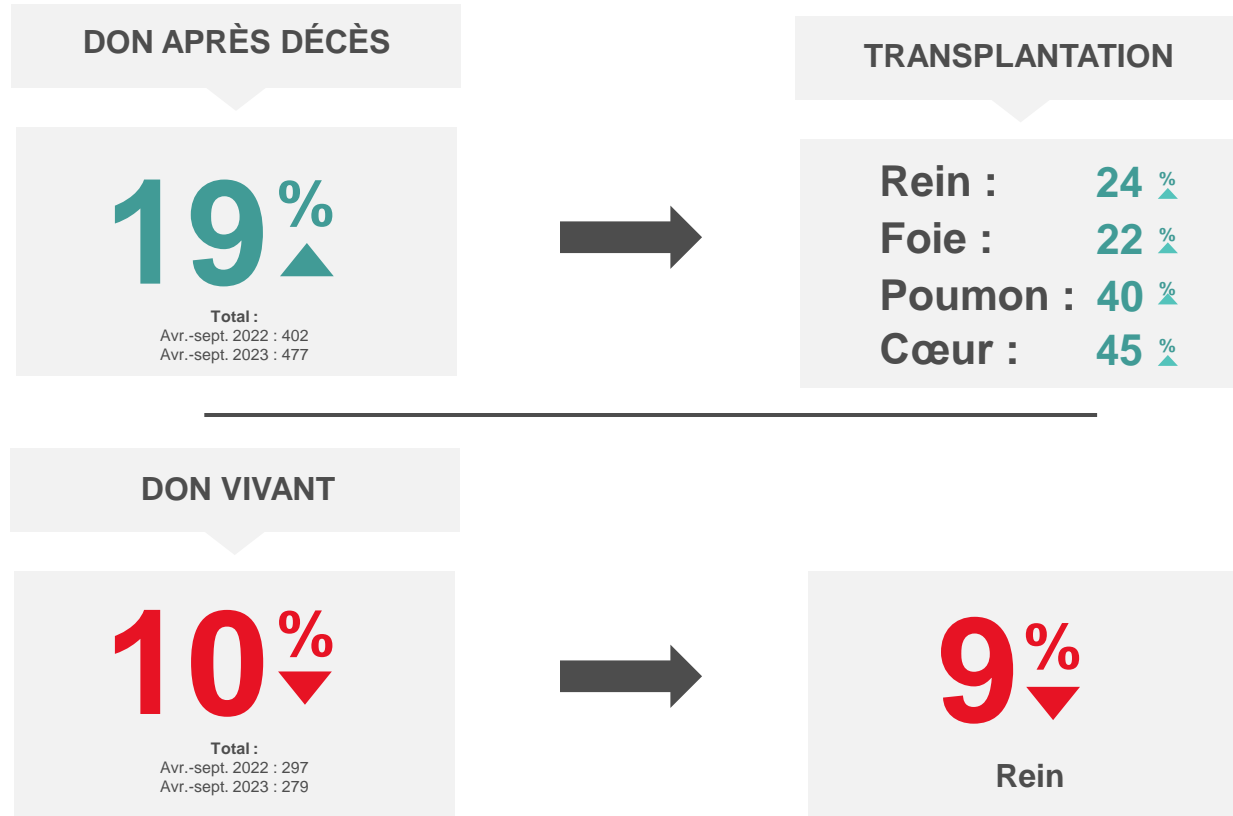 DON APRÈS DÉCÈS
19 %
Total :
Avr.-sept. 2022 : 402
Avr.-sept. 2023 : 477
TRANSPLANTATION
Rein : 24 %
Foie : 22 %
Poumon : 40 %
Cœur : 45 %
DON VIVANT
10 %
Total :
Avr.-sept. 2022 : 297
Avr.-sept. 2023 : 279
9 %
Rein